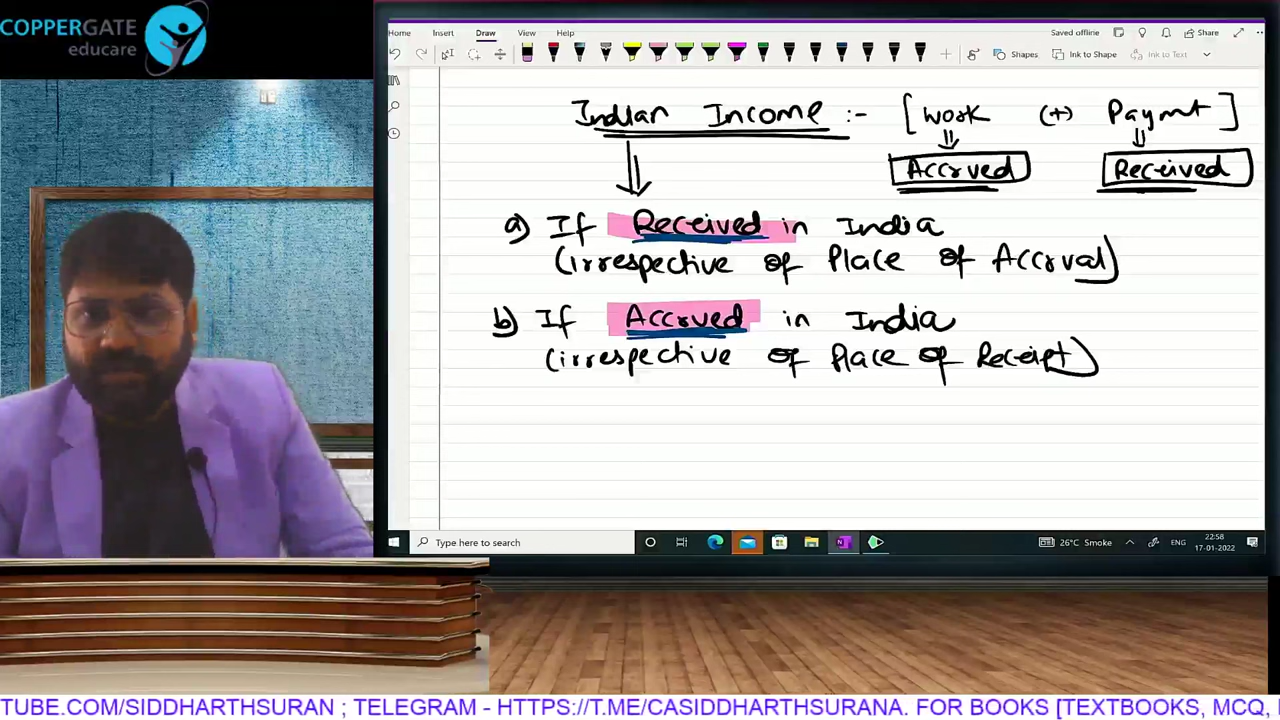 COPPERGATE
educare
Home Insert Draw View Help
Saved offline
Share
Shapes
Ink to Shape
Ink to Text
Indian Income :- [Work (+) Paymt]
Accrued Received
a) If Received in India
(irrespective of Place of Accrual)
b) If Accrued in India
(irrespective of Place of Receipt)
Type here to search
26°C Smoke
ENG
22:58
17-01-2022
TUBE.COM/SIDDHARTHSURAN ; TELEGRAM - HTTPS://T.ME/CASIDDHARTHSURANA. FOR BOOKS [TEXTBOOKS, MCQ,